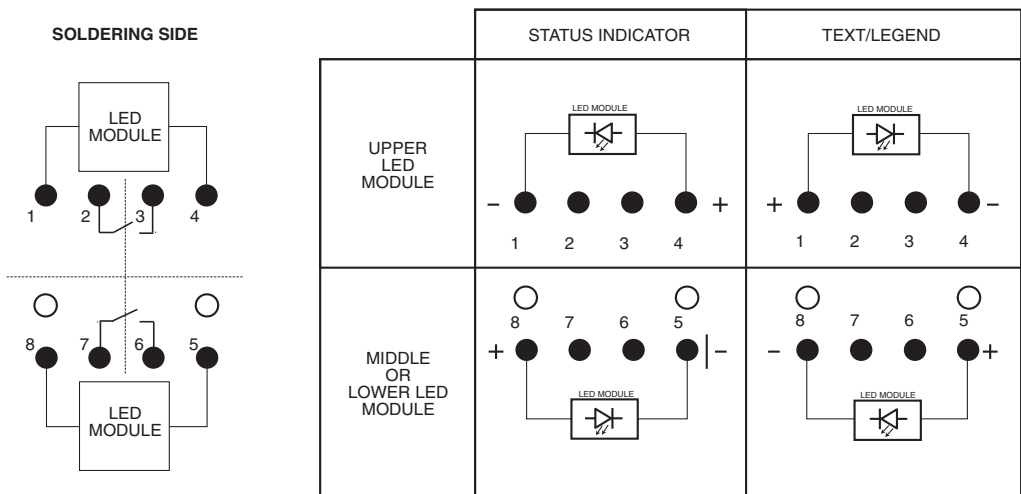 SOLDERING SIDE
LED
MODULE
1 2 3 4
8 7 6 5
LED
MODULE
STATUS INDICATOR TEXT/LEGEND
UPPER
LED
MODULE
LED MODULE
- +
1 2 3 4
LED MODULE
+ -
1 2 3 4
MIDDLE
OR
LOWER LED
MODULE
8 7 6 5
+ |-
LED MODULE
8 7 6 5
- +
LED MODULE